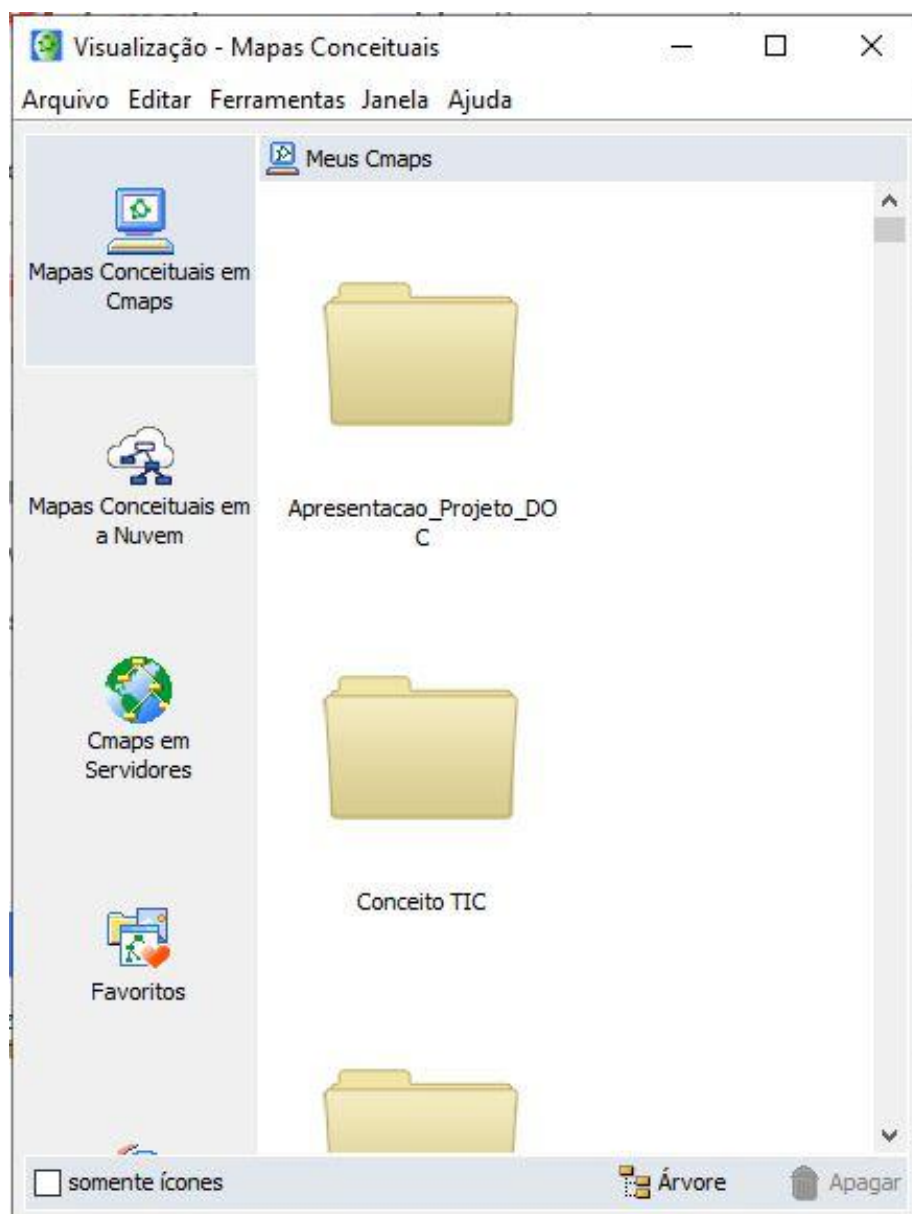 Visualização - Mapas Conceituais
Arquivo Editar Ferramentas Janela Ajuda
Meus Cmaps
Mapas Conceituais em
Cmaps
Mapas Conceituais em
a Nuvem
Cmaps em
Servidores
Favoritos
Apresentacao_Projeto_DO
C
Conceito TIC
somente ícones
Árvore
Apagar